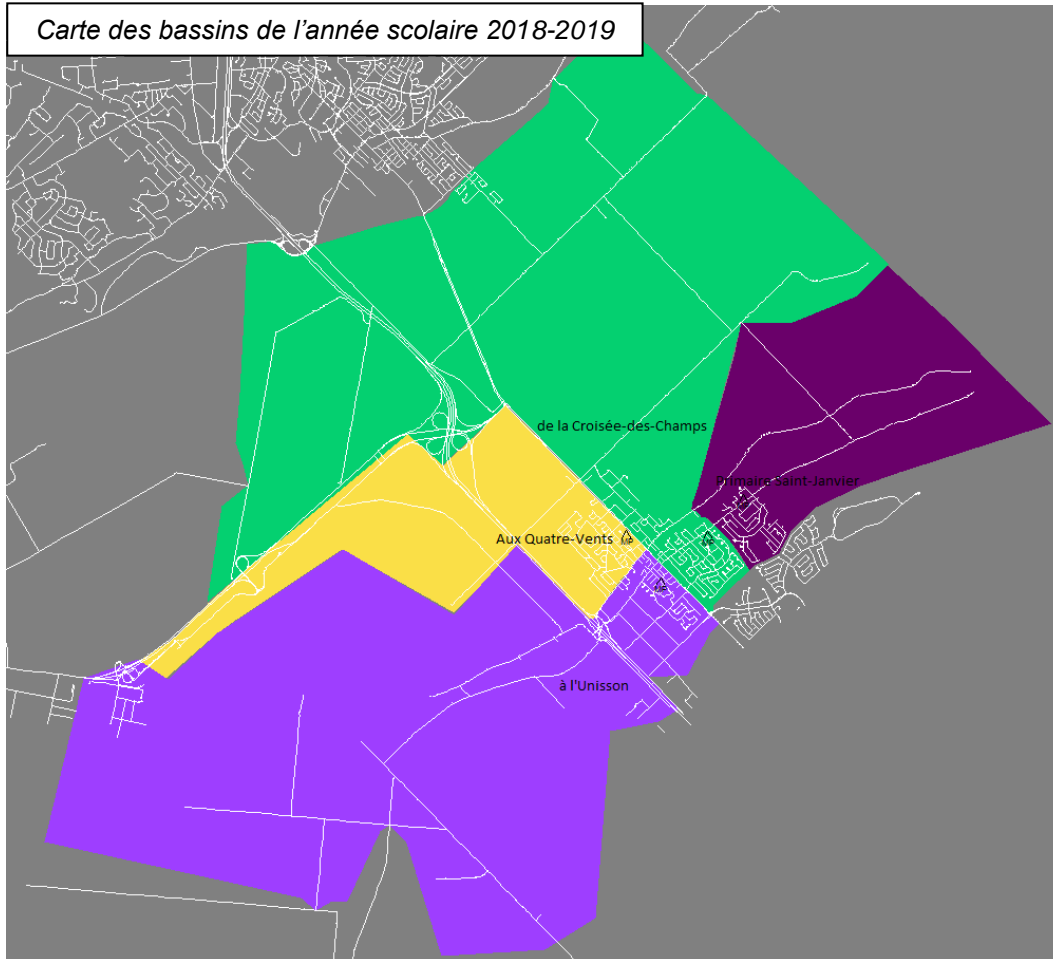 Carte des bassins de l'année scolaire 2018-2019
de la Croisée-des-Champs
Primaire Saint-Janvier
Aux Quatre-Vents
à l'Unisson